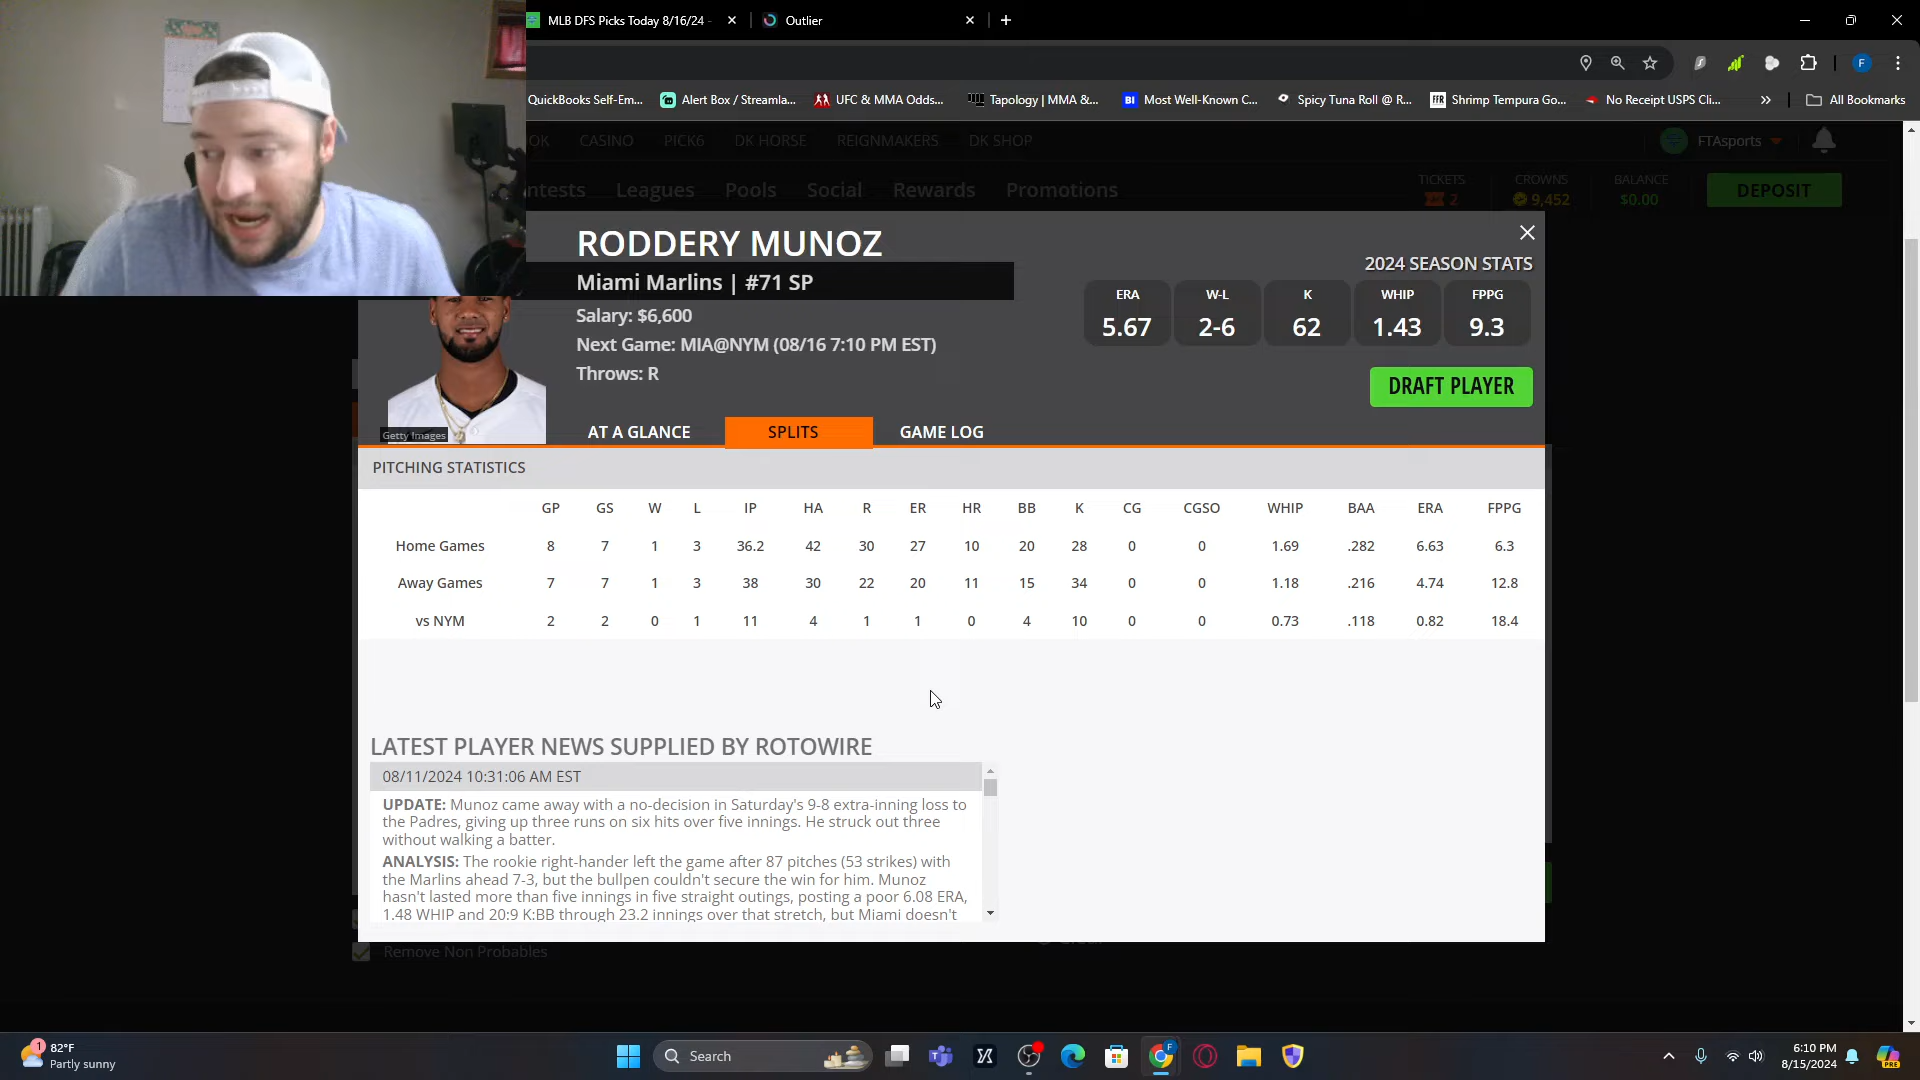 MLB DFS Picks Today 8/16/24 -
Outlier
QuickBooks Self-Em...
Alert Box / Streamla...
UFC & MMA Odds...
Tapology | MMA &...
BI Most Well-Known C...
Spicy Tuna Roll @ R...
FFR Shrimp Tempura Go...
No Receipt USPS Cli...
»
All Bookmarks
F
OK CASINO PICK6 DK HORSE REIGNMAKERS DK SHOP
FTAsports
ntests Leagues Pools Social Rewards Promotions
TICKETS CROWNS BALANCE
2 9,452 $0.00
DEPOSIT
RODDERY MUNOZ
Miami Marlins | #71 SP
Salary: $6,600
Next Game: MIA@NYM (08/16 7:10 PM EST)
Throws: R
2024 SEASON STATS
ERA W-L K WHIP FPPG
5.67 2-6 62 1.43 9.3
DRAFT PLAYER
Getty Images
AT A GLANCE SPLITS GAME LOG
PITCHING STATISTICS
GP GS W L IP HA R ER HR BB K CG CGSO WHIP BAA ERA FPPG
Home Games 8 7 1 3 36.2 42 30 27 10 20 28 0 0 1.69 .282 6.63 6.3
Away Games 7 7 1 3 38 30 22 20 11 15 34 0 0 1.18 .216 4.74 12.8
vs NYM 2 2 0 1 11 4 1 1 0 4 10 0 0 0.73 .118 0.82 18.4
LATEST PLAYER NEWS SUPPLIED BY ROTOWIRE
08/11/2024 10:31:06 AM EST
UPDATE: Munoz came away with a no-decision in Saturday's 9-8 extra-inning loss to
the Padres, giving up three runs on six hits over five innings. He struck out three
without walking a batter.
ANALYSIS: The rookie right-hander left the game after 87 pitches (53 strikes) with
the Marlins ahead 7-3, but the bullpen couldn't secure the win for him. Munoz
hasn't lasted more than five innings in five straight outings, posting a poor 6.08 ERA,
1.48 WHIP and 20:9 K:BB through 23.2 innings over that stretch, but Miami doesn't
Remove Non Probables
1
82°F
Partly sunny
Search
F
6:10 PM
8/15/2024
PRE